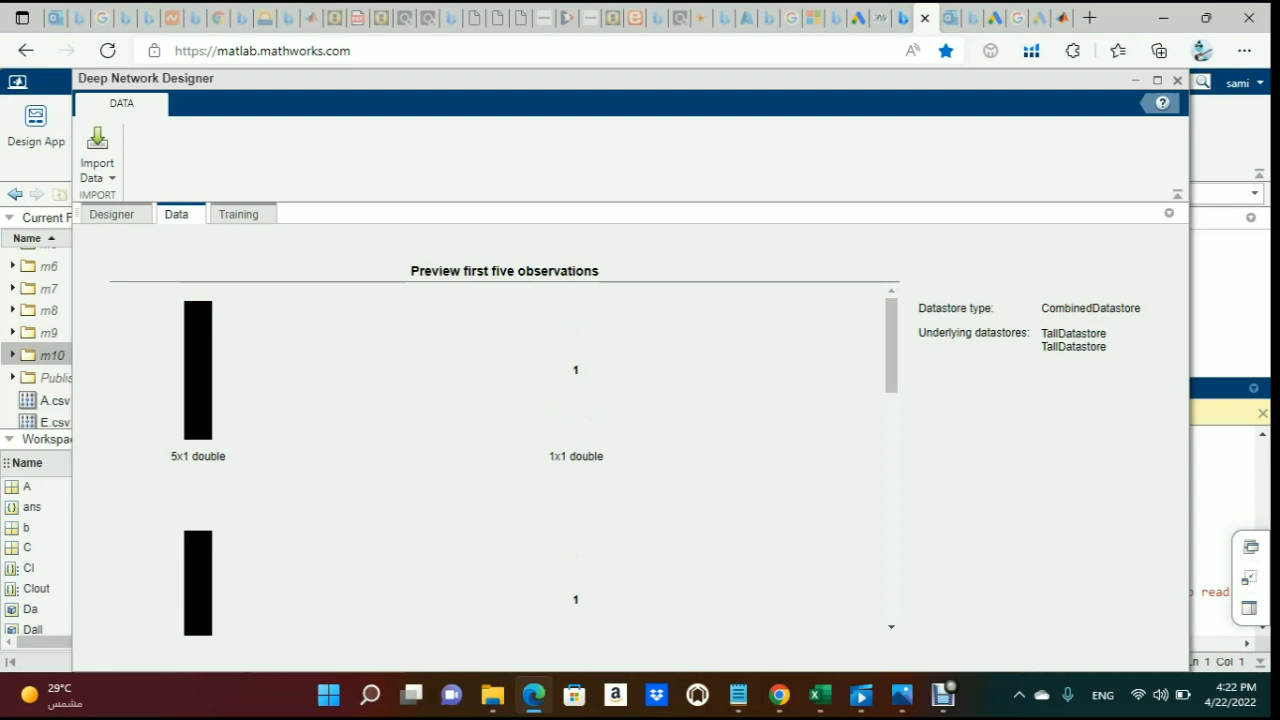 https://matlab.mathworks.com
Deep Network Designer
sami
DATA
Design App
Import
Data
IMPORT
Designer
Data
Training
Current F
Name
m6
m7
m8
m9
m10
Publis
A.csv
E.csv
Workspa
Name
A
ans
b
C
Cl
Clout
Da
Dall
Preview first five observations
1
5x1 double
1x1 double
1
Datastore type:
CombinedDatastore
Underlying datastores:
TallDatastore
TallDatastore
read
Ln 1 Col 1
29°C
مشمس
ENG
4:22 PM
4/22/2022